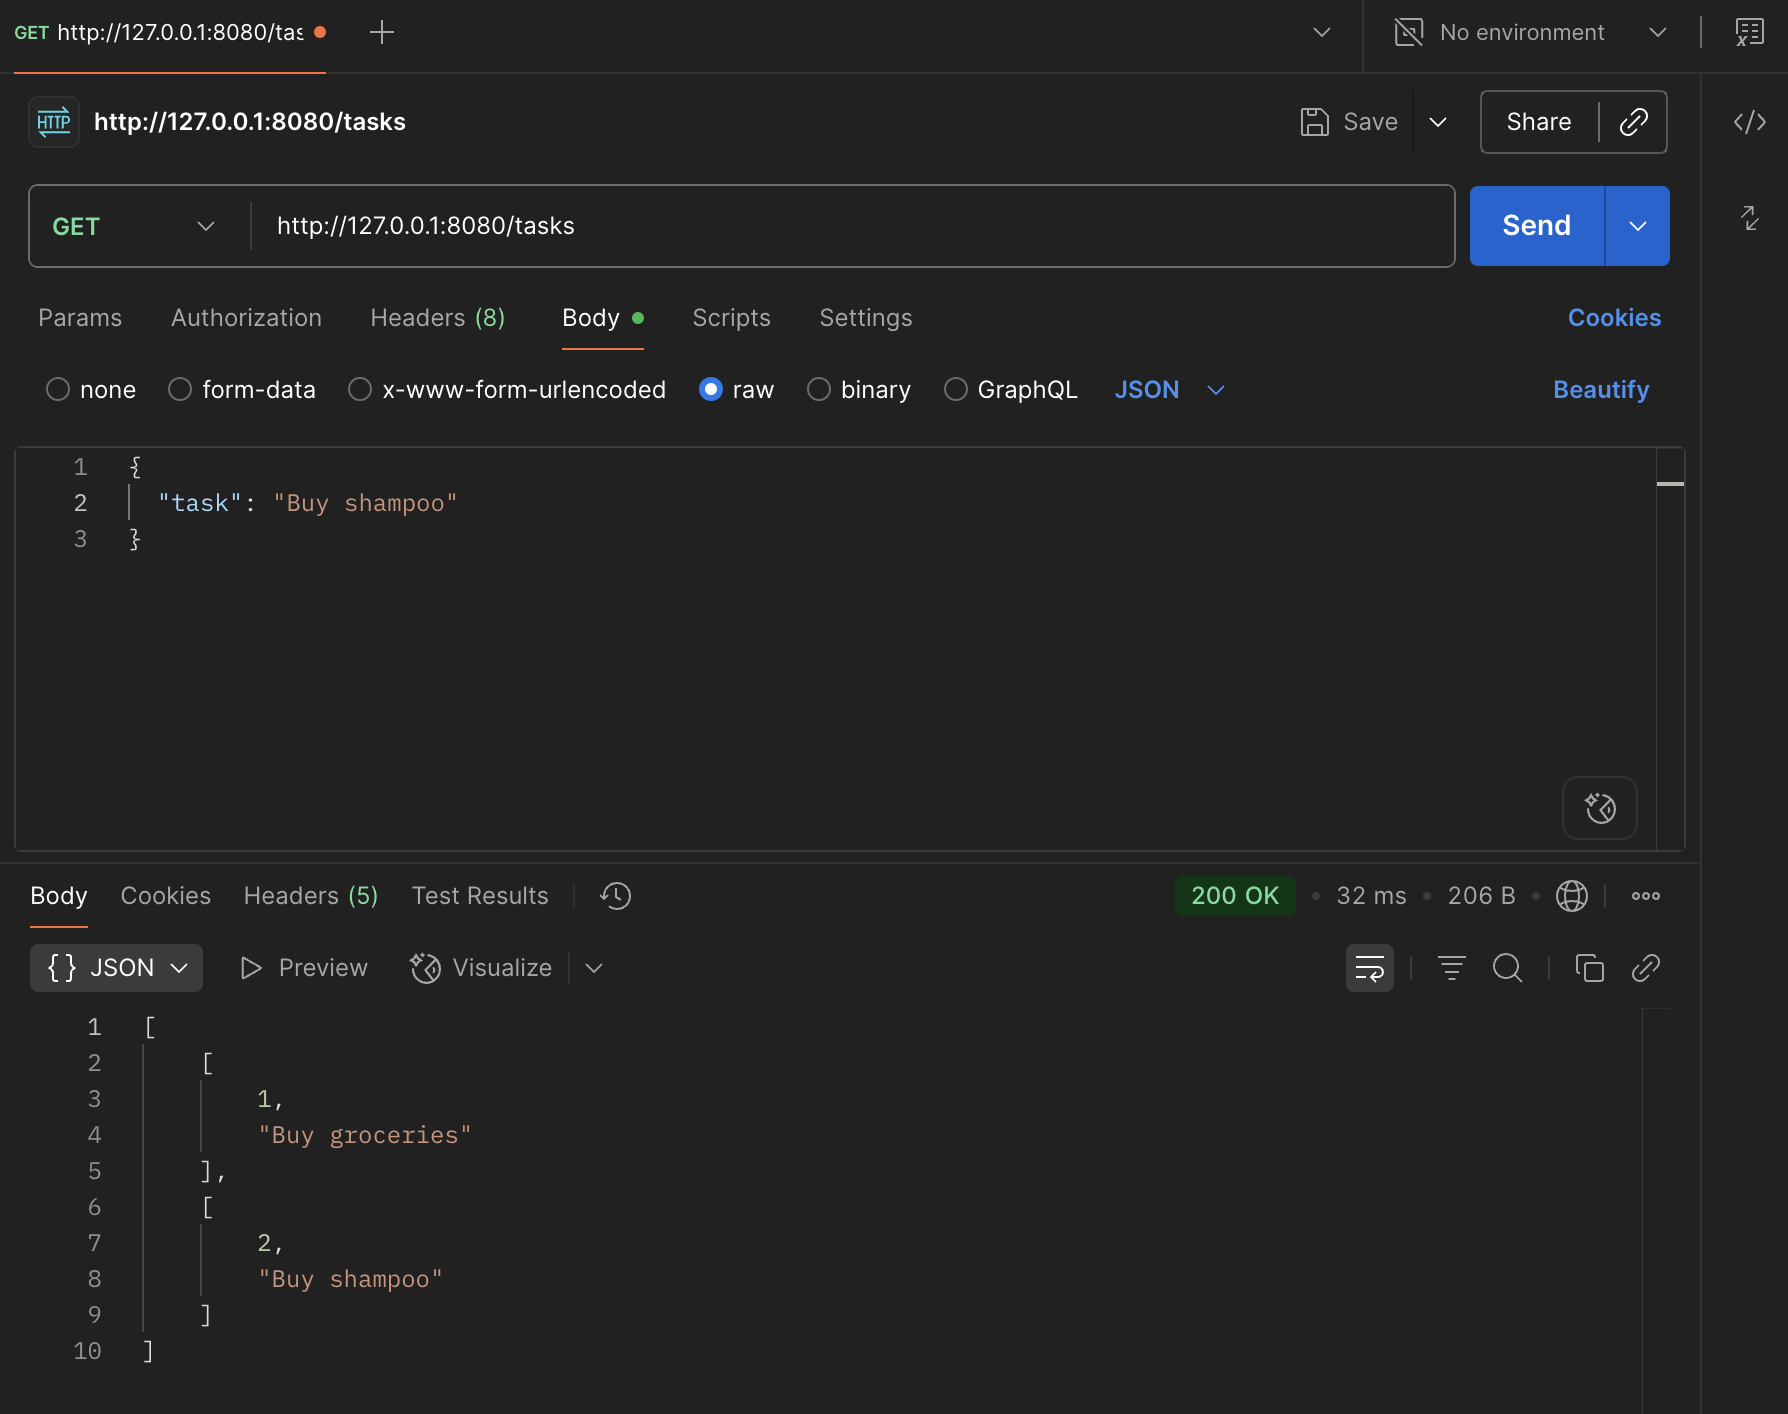 GET http://127.0.0.1:8080/tas
No environment
HTTP http://127.0.0.1:8080/tasks
Save
Share
GET http://127.0.0.1:8080/tasks
Send
Params Authorization Headers (8) Body Scripts Settings Cookies
none form-data x-www-form-urlencoded raw binary GraphQL JSON Beautify
1 {
2 "task": "Buy shampoo"
3 }
Body Cookies Headers (5) Test Results 200 OK 32 ms 206 B
{} JSON Preview Visualize
1 [
2 [
3 1,
4 "Buy groceries"
5 ],
6 [
7 2,
8 "Buy shampoo"
9 ]
10 ]